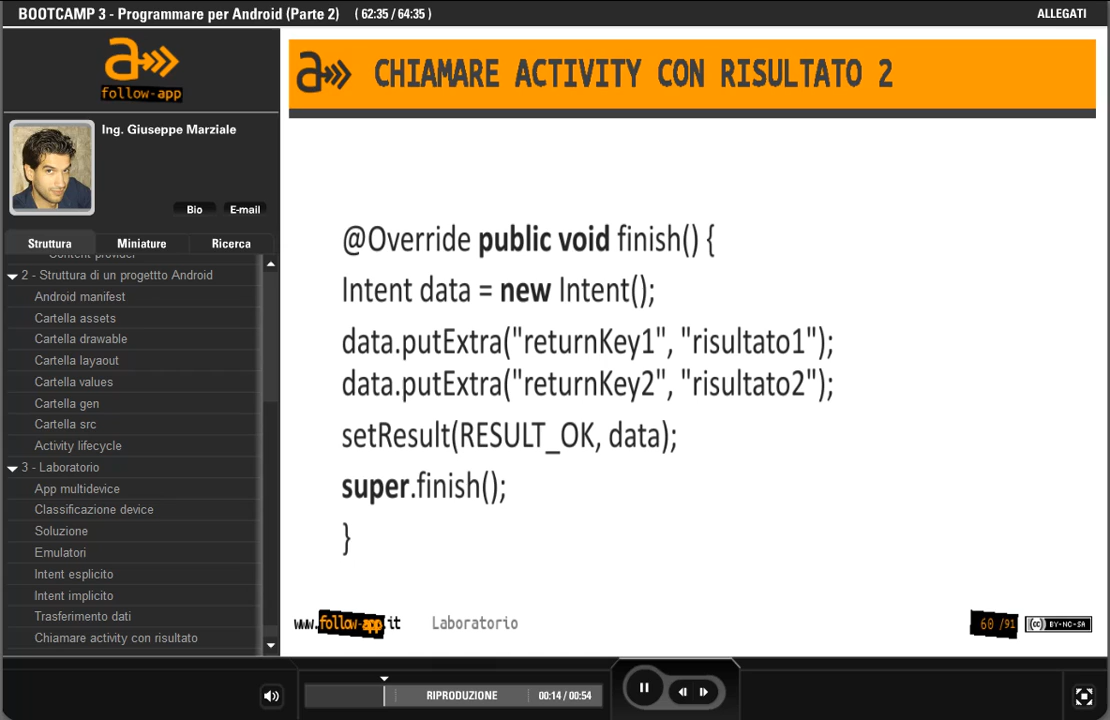 BOOTCAMP 3 - Programmare per Android (Parte 2) ( 62:35 / 64:35 )
ALLEGATI
a
follow-app
Ing. Giuseppe Marziale
Bio
E-mail
Struttura
Miniature
Ricerca
Content provider
2 - Struttura di un progettto Android
Android manifest
Cartella assets
Cartella drawable
Cartella layaout
Cartella values
Cartella gen
Cartella src
Activity lifecycle
3 - Laboratorio
App multidevice
Classificazione device
Soluzione
Emulatori
Intent esplicito
Intent implicito
Trasferimento dati
Chiamare activity con risultato
a CHIAMARE ACTIVITY CON RISULTATO 2
@Override public void finish() {
Intent data = new Intent();
data.putExtra("returnKey1", "risultato1");
data.putExtra("returnKey2", "risultato2");
setResult(RESULT_OK, data);
super.finish();
}
www.follow-app.it
Laboratorio
60 /91
(cc) BY-NC-SA
RIPRODUZIONE
00:14 / 00:54